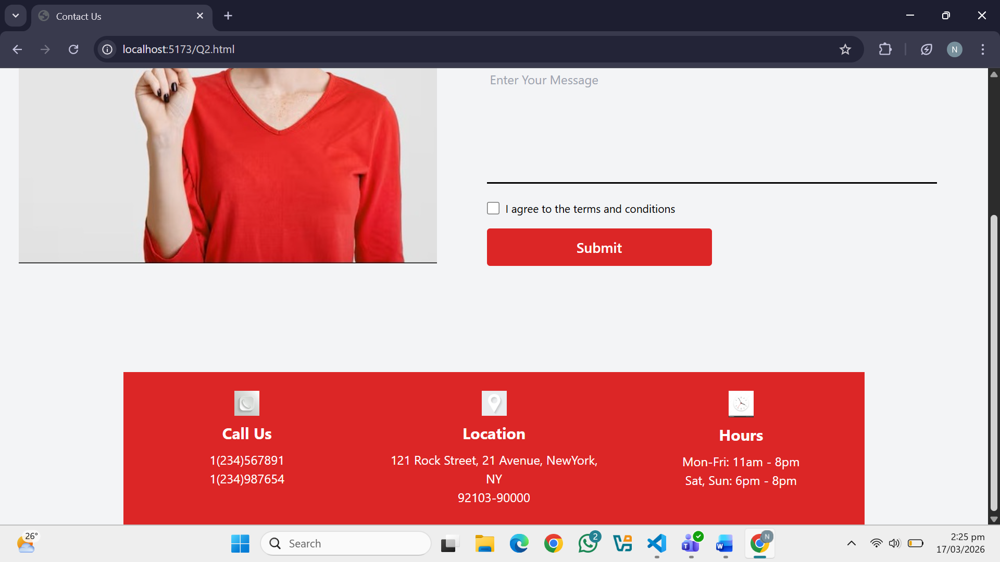 Contact Us
localhost:5173/Q2.html
N
Enter Your Message
I agree to the terms and conditions
Submit
Call Us
1(234)567891
1(234)987654
Location
121 Rock Street, 21 Avenue, NewYork,
NY
92103-90000
Hours
Mon-Fri: 11am - 8pm
Sat, Sun: 6pm - 8pm
26°
Search
2
T
W
N
2:25 pm
17/03/2026